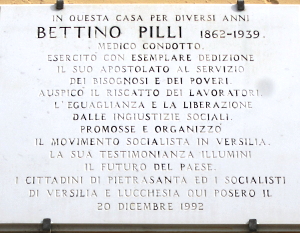 IN QUESTA CASA PER DIVERSI ANNI
BETTINO PILLI 1862-1939.
MEDICO CONDOTTO.
ESERCITÒ CON ESEMPLARE DEDIZIONE
IL SUO APOSTOLATO AL SERVIZIO
DEI BISOGNOSI E DEI POVERI.
AUSPICÒ IL RISCATTO DEI LAVORATORI.
L'EGUAGLIANZA E LA LIBERAZIONE
DALLE INGIUSTIZIE SOCIALI.
PROMOSSE E ORGANIZZÒ
IL MOVIMENTO SOCIALISTA IN VERSILIA.
LA SUA TESTIMONIANZA ILLUMINI
IL FUTURO DEL PAESE.
I CITTADINI DI PIETRASANTA ED I SOCIALISTI
DI VERSILIA E LUCCHESIA QUI POSERO IL
20 DICEMBRE 1992